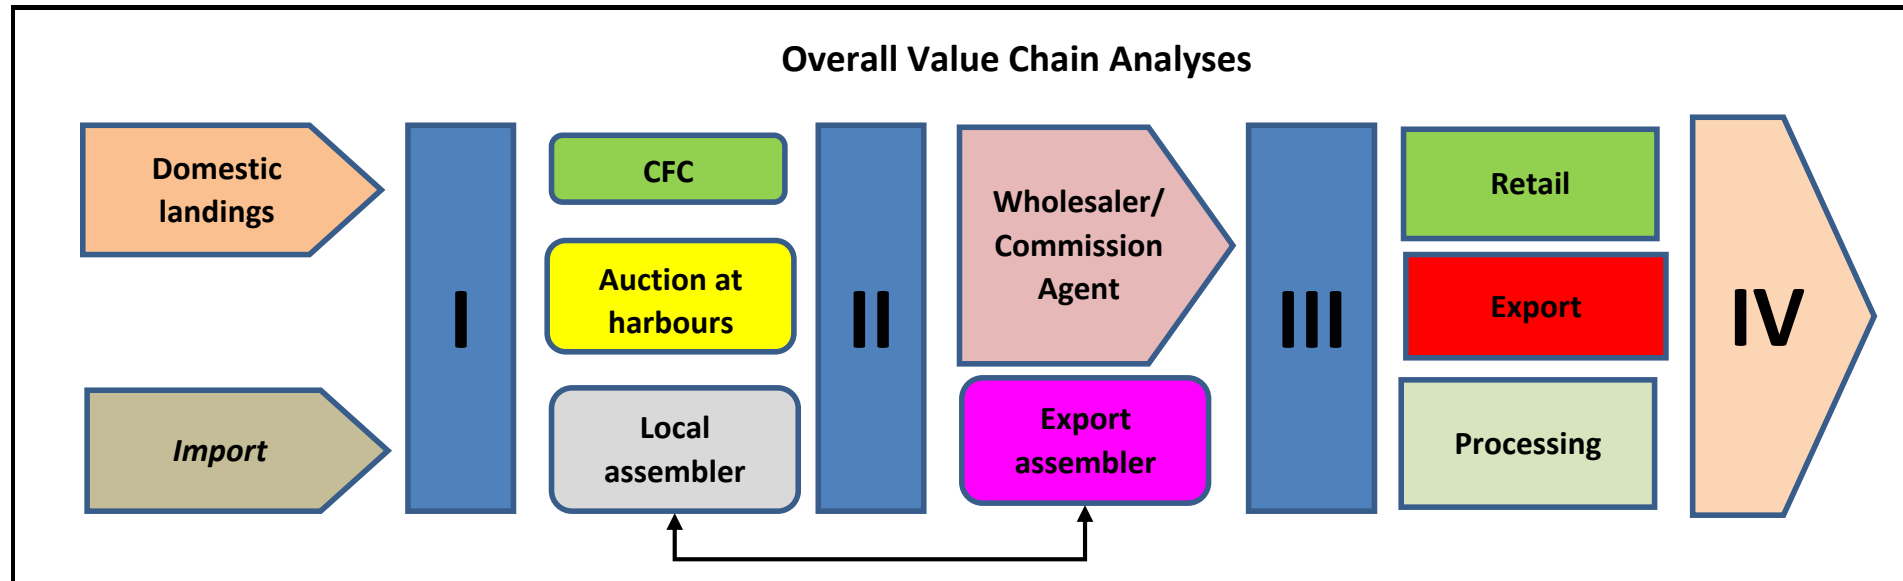 Overall Value Chain Analyses
Domestic
landings
Import
I
CFC
Auction at
harbours
Local
assembler
II
Wholesaler/
Commission
Agent
Export
assembler
III
Retail
Export
Processing
IV